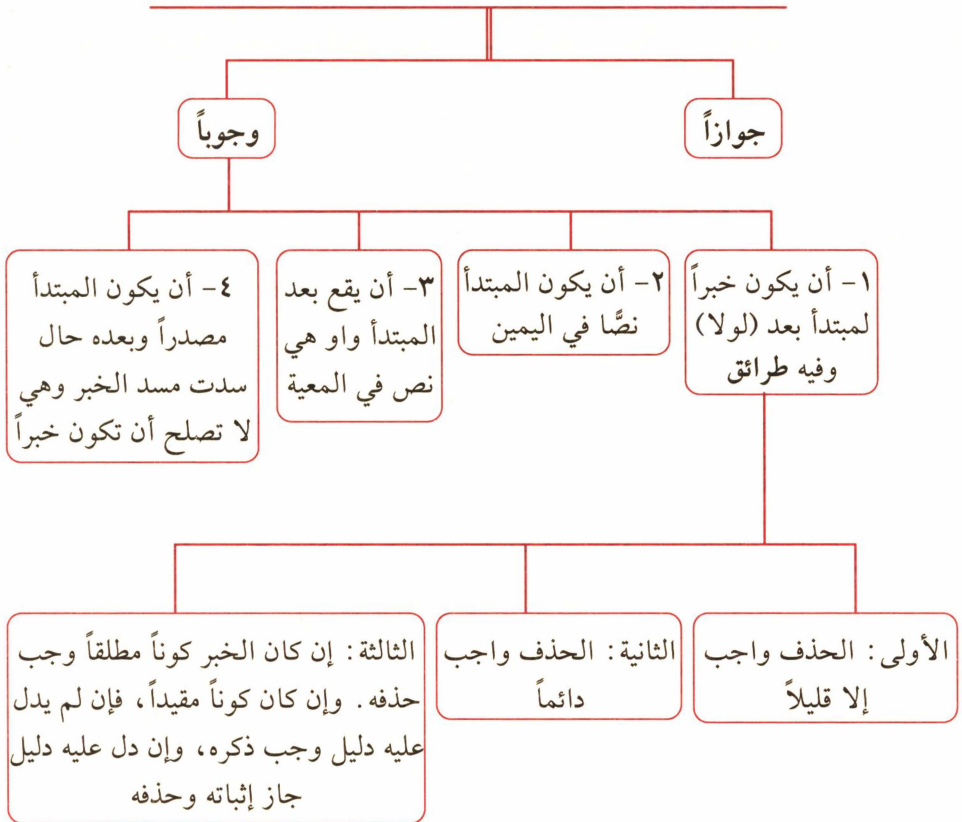 جوازاً
وجوباً
١- أن يكون خبراً
لمبتدأ بعد (لولا)
وفيه طرائق
٢- أن يكون المبتدأ
نصًّا في اليمين
٣- أن يقع بعد
المبتدأ واو هي
نص في المعية
٤- أن يكون المبتدأ
مصدراً وبعده حال
سدت مسد الخبر وهي
لا تصلح أن تكون خبراً
الأولى: الحذف واجب
إلا قليلاً
الثانية: الحذف واجب
دائماً
الثالثة: إن كان الخبر كوناً مطلقاً وجب
حذفه. وإن كان كوناً مقيداً، فإن لم يدل
عليه دليل وجب ذكره، وإن دل عليه دليل
جاز إثباته وحذفه